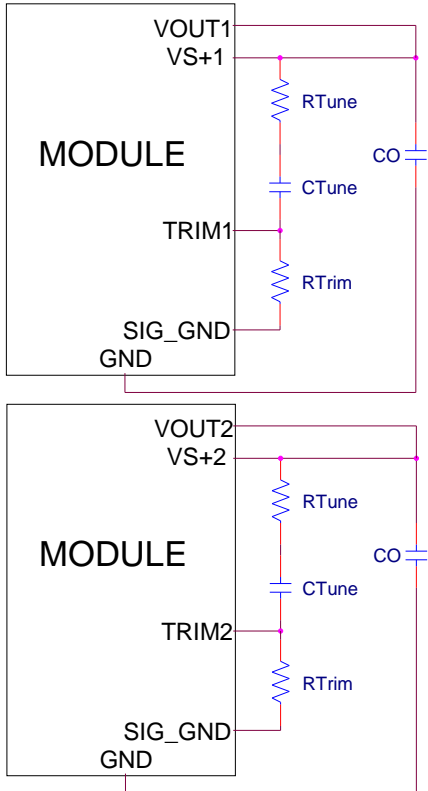 VOUT1
VS+1
RTune
MODULE
CO
CTune
TRIM1
RTrim
SIG_GND
GND
VOUT2
VS+2
RTune
MODULE
CO
CTune
TRIM2
RTrim
SIG_GND
GND